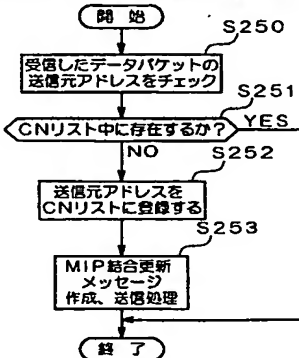 開 始
S250
受信したデータパケットの
送信元アドレスをチェック
S251
CNリスト中に存在するか?
YES
NO
S252
送信元アドレスを
CNリストに登録する
S253
MIP結合更新
メッセージ
作成、送信処理
終 了